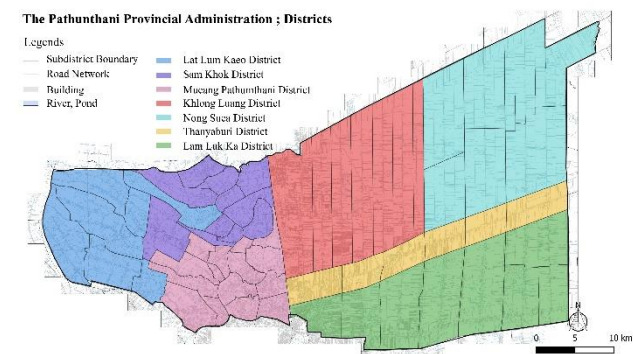 The Pathunthani Provincial Administration ; Districts
Legends
Subdistrict Boundary
Road Network
Building
River, Pond
Lat Lum Kaeo District
Sam Khok District
Mueang Pathumthani District
Khlong Luang District
Nong Suea District
Thanyaburi District
Lam Luk Ka District
N
0 5 10 km